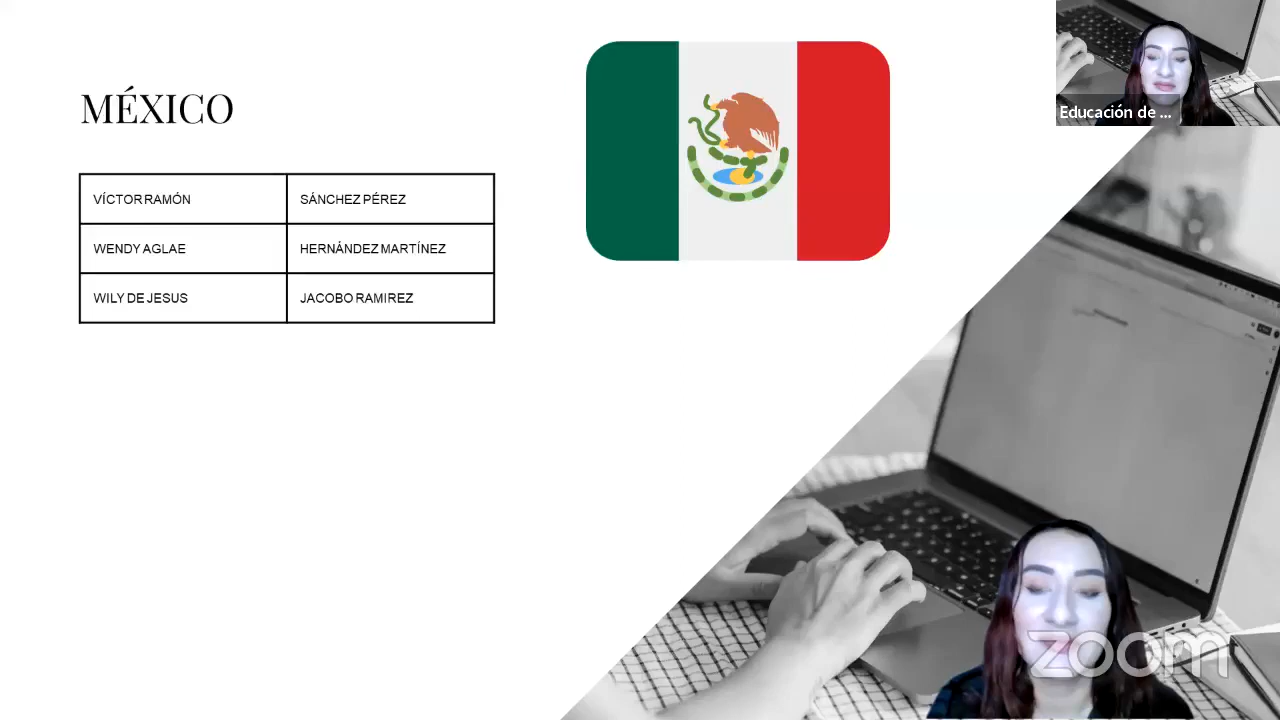 MÉXICO
VÍCTOR RAMÓN SÁNCHEZ PÉREZ
WENDY AGLAE HERNÁNDEZ MARTÍNEZ
WILY DE JESUS JACOBO RAMIREZ
Educación de ...
zoom